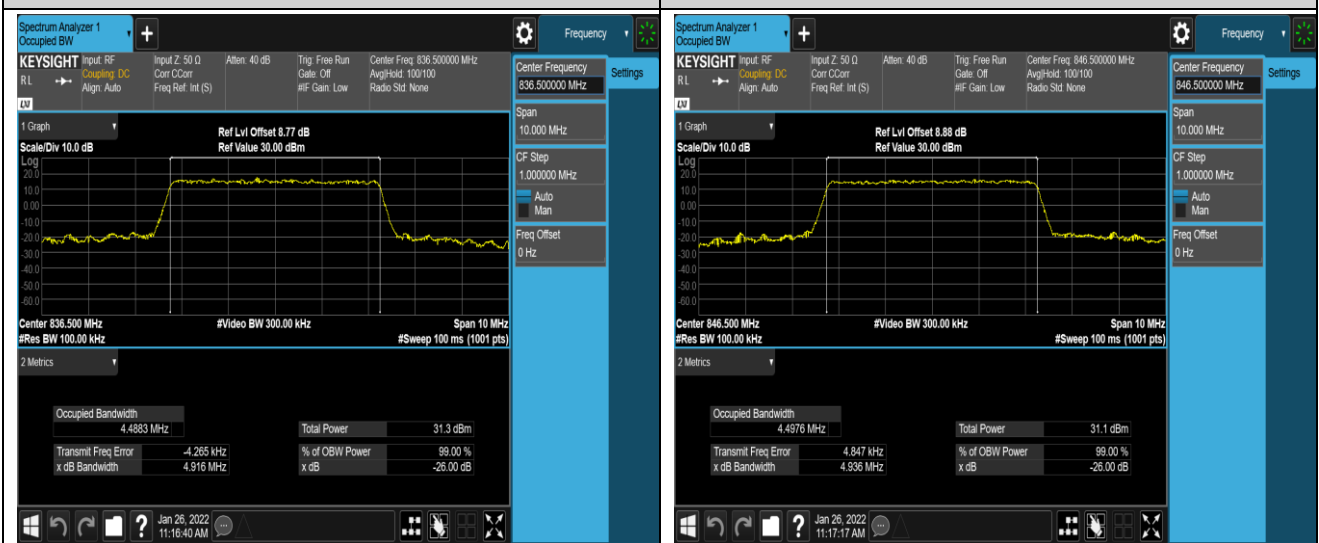 Spectrum Analyzer 1
Occupied BW
+
Frequency
KEYSIGHT
Input: RF
Input Z: 50 Ω
Atten: 40 dB
Trig: Free Run
Center Freq: 836.500000 MHz
R L
Coupling: DC
Corr CCorr
Gate: Off
Avg|Hold: 100/100
Align: Auto
Freq Ref: Int (S)
#IF Gain: Low
Radio Std: None
LXI
Center Frequency
836.500000 MHz
Settings
Span
10.000 MHz
CF Step
1.000000 MHz
Auto
Man
Freq Offset
0 Hz
1 Graph
Ref Lvl Offset 8.77 dB
Scale/Div 10.0 dB
Ref Value 30.00 dBm
Log
20.0
10.0
0.00
-10.0
-20.0
-30.0
-40.0
-50.0
-60.0
Center 836.500 MHz
#Video BW 300.00 kHz
Span 10 MHz
#Res BW 100.00 kHz
#Sweep 100 ms (1001 pts)
2 Metrics
Occupied Bandwidth
4.4883 MHz
Total Power
31.3 dBm
Transmit Freq Error
-4.265 kHz
% of OBW Power
99.00 %
x dB Bandwidth
4.916 MHz
x dB
-26.00 dB
?
Jan 26, 2022
11:16:40 AM
Spectrum Analyzer 1
Occupied BW
+
Frequency
KEYSIGHT
Input: RF
Input Z: 50 Ω
Atten: 40 dB
Trig: Free Run
Center Freq: 846.500000 MHz
R L
Coupling: DC
Corr CCorr
Gate: Off
Avg|Hold: 100/100
Align: Auto
Freq Ref: Int (S)
#IF Gain: Low
Radio Std: None
LXI
Center Frequency
846.500000 MHz
Settings
Span
10.000 MHz
CF Step
1.000000 MHz
Auto
Man
Freq Offset
0 Hz
1 Graph
Ref Lvl Offset 8.88 dB
Scale/Div 10.0 dB
Ref Value 30.00 dBm
Log
20.0
10.0
0.00
-10.0
-20.0
-30.0
-40.0
-50.0
-60.0
Center 846.500 MHz
#Video BW 300.00 kHz
Span 10 MHz
#Res BW 100.00 kHz
#Sweep 100 ms (1001 pts)
2 Metrics
Occupied Bandwidth
4.4976 MHz
Total Power
31.1 dBm
Transmit Freq Error
4.847 kHz
% of OBW Power
99.00 %
x dB Bandwidth
4.936 MHz
x dB
-26.00 dB
?
Jan 26, 2022
11:17:17 AM